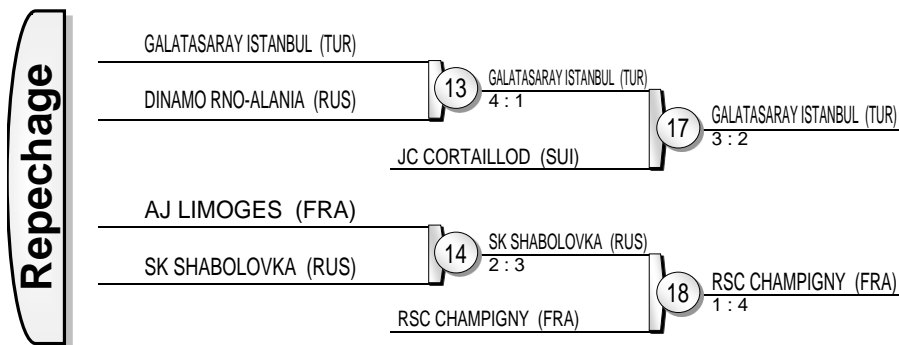 Repechage
GALATASARAY ISTANBUL (TUR)
DINAMO RNO-ALANIA (RUS)
13
GALATASARAY ISTANBUL (TUR)
4 : 1
JC CORTAILLOD (SUI)
17
GALATASARAY ISTANBUL (TUR)
3 : 2
AJ LIMOGES (FRA)
SK SHABOLOVKA (RUS)
14
SK SHABOLOVKA (RUS)
2 : 3
RSC CHAMPIGNY (FRA)
18
RSC CHAMPIGNY (FRA)
1 : 4